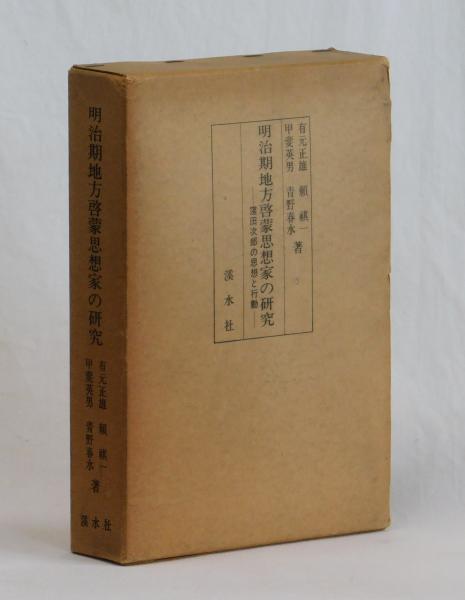 有元正雄　頼　祺一
甲斐英男　青野春水　著
明治期地方啓蒙思想家の研究
―窪田次郎の思想と行動―
溪水社
明治期地方啓蒙思想家の研究
有元正雄　頼　祺一
甲斐英男　青野春水　著
溪水社